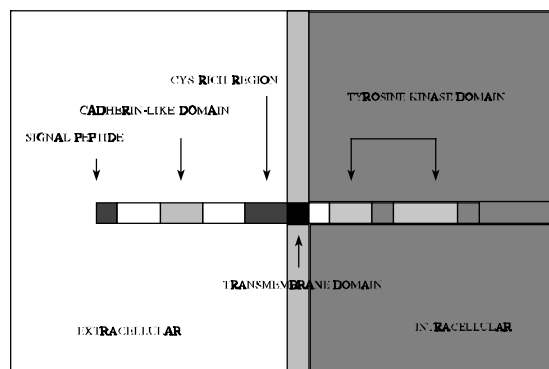 CYS RICH REGION
TYROSINE KINASE DOMAIN
CADHERIN-LIKE DOMAIN
SIGNAL PEPTIDE
TRANSMEMBRANE DOMAIN
EXTRACELLULAR
INTRACELLULAR